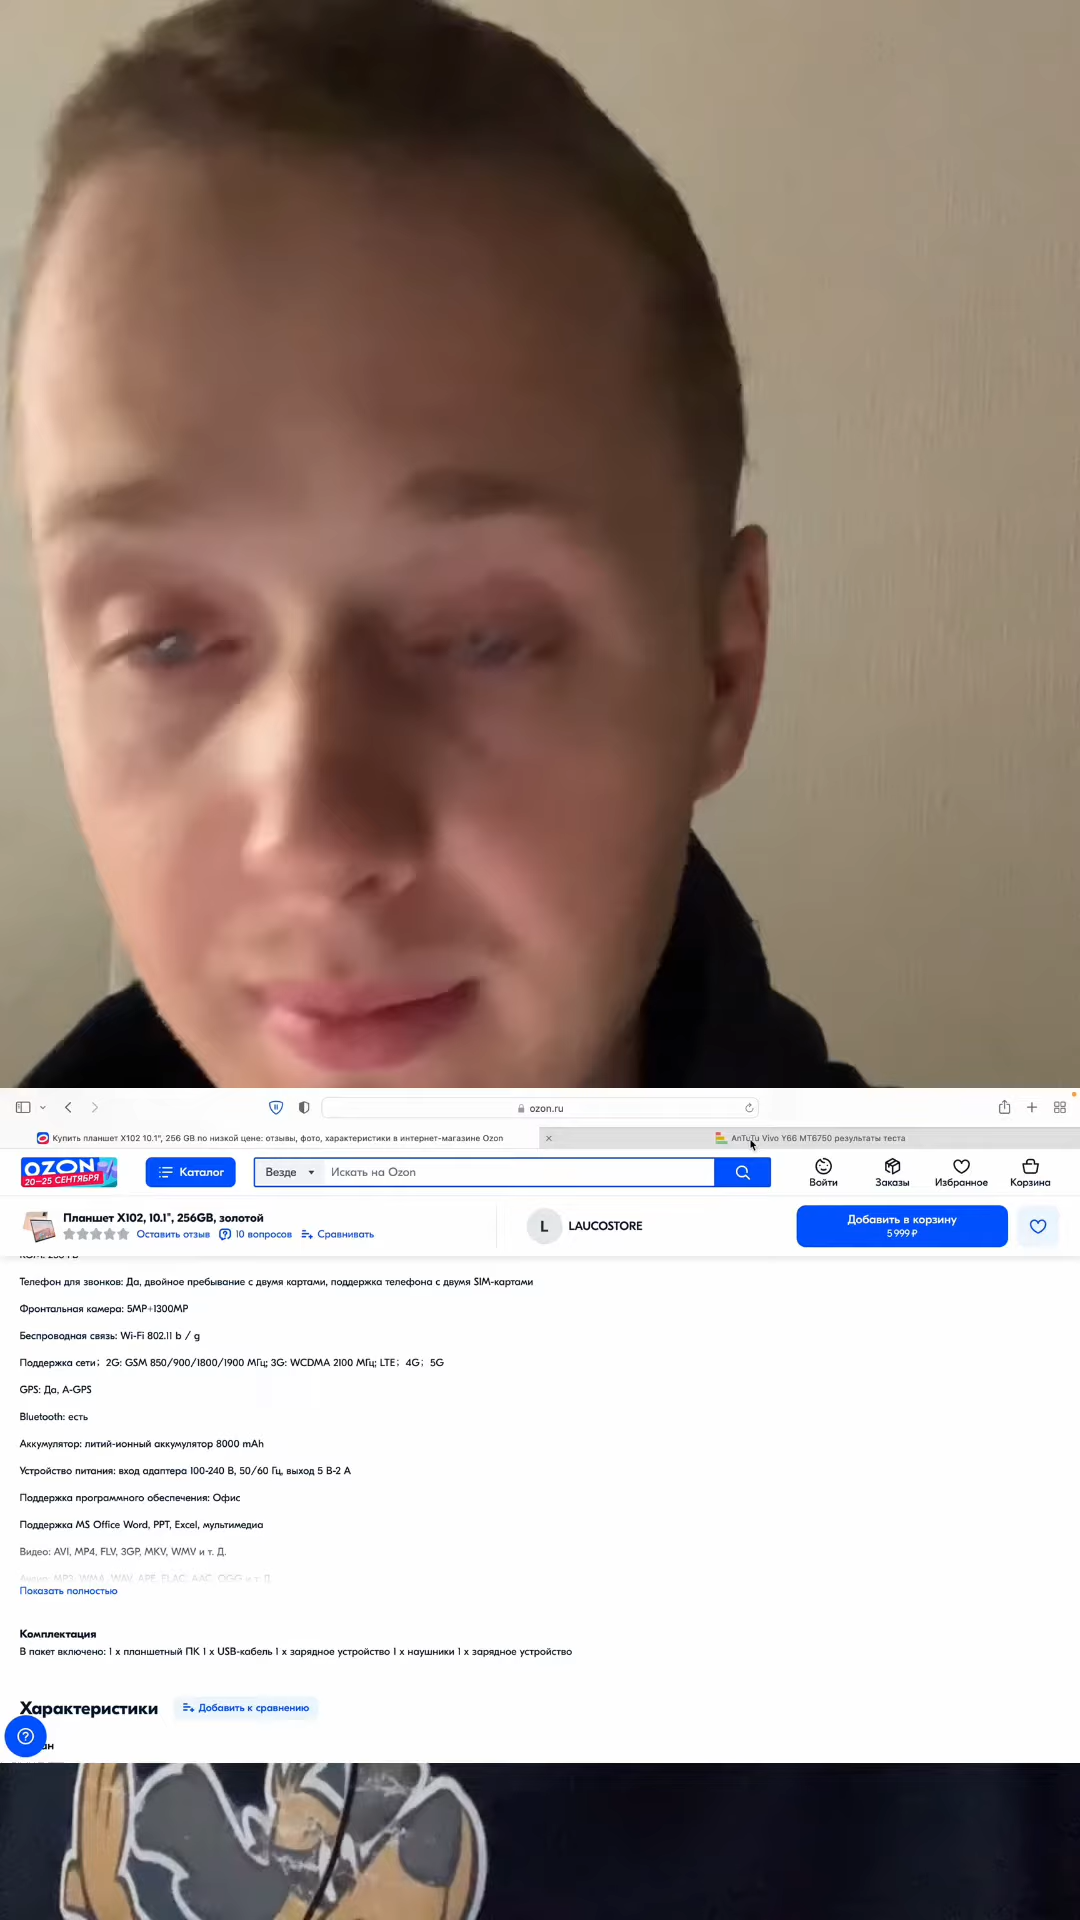 ozon.ru
Купить планшет X102 10.1", 256 GB по низкой цене: отзывы, фото, характеристики в интернет-магазине Ozon
AnTuTu Vivo Y66 MT6750 результаты теста
OZON
20–25 СЕНТЯБРЯ
Каталог
Везде
Искать на Ozon
Войти
Заказы
Избранное
Корзина
Планшет X102, 10.1", 256GB, золотой
Оставить отзыв
10 вопросов
Сравнивать
L
LAUCOSTORE
Добавить в корзину
5 999 ₽
Телефон для звонков: Да, двойное пребывание с двумя картами, поддержка телефона с двумя SIM-картами
Фронтальная камера: 5MP+1300MP
Беспроводная связь: Wi-Fi 802.11 b / g
Поддержка сети；2G: GSM 850/900/1800/1900 МГц; 3G: WCDMA 2100 МГц; LTE；4G；5G
GPS: Да, A-GPS
Bluetooth: есть
Аккумулятор: литий-ионный аккумулятор 8000 mAh
Устройство питания: вход адаптера 100-240 В, 50/60 Гц, выход 5 В-2 А
Поддержка программного обеспечения: Офис
Поддержка MS Office Word, PPT, Excel, мультимедиа
Видео: AVI, MP4, FLV, 3GP, MKV, WMV и т. Д.
Аудио: MP3, WMA, WAV, APE, FLAC, AAC, OGG и т. Д.
Показать полностью
Комплектация
В пакет включено: 1 x планшетный ПК 1 x USB-кабель 1 x зарядное устройство 1 x наушники 1 x зарядное устройство
Характеристики
Добавить к сравнению